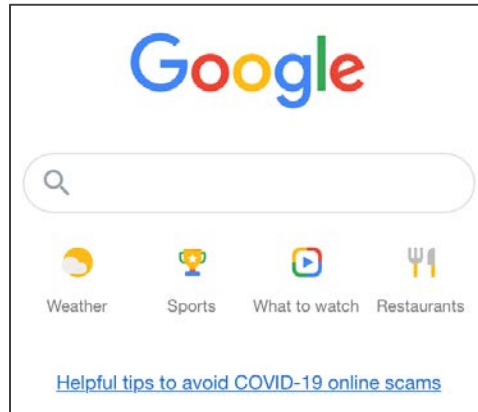 Google
Weather Sports What to watch Restaurants
Helpful tips to avoid COVID-19 online scams